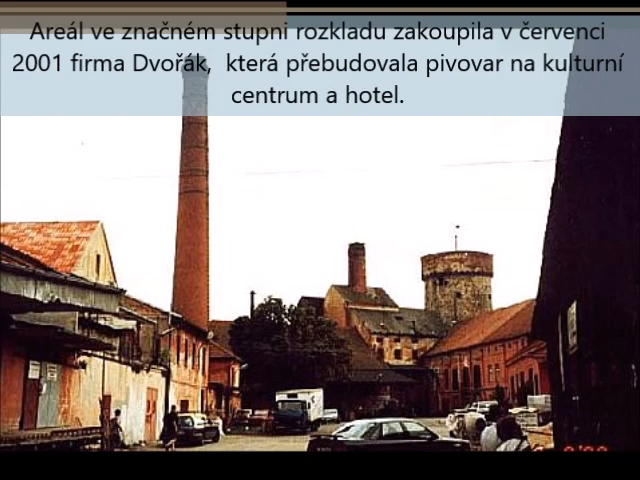 Areál ve značném stupni rozkladu zakoupila v červenci
2001 firma Dvořák,  která přebudovala pivovar na kulturní
centrum a hotel.